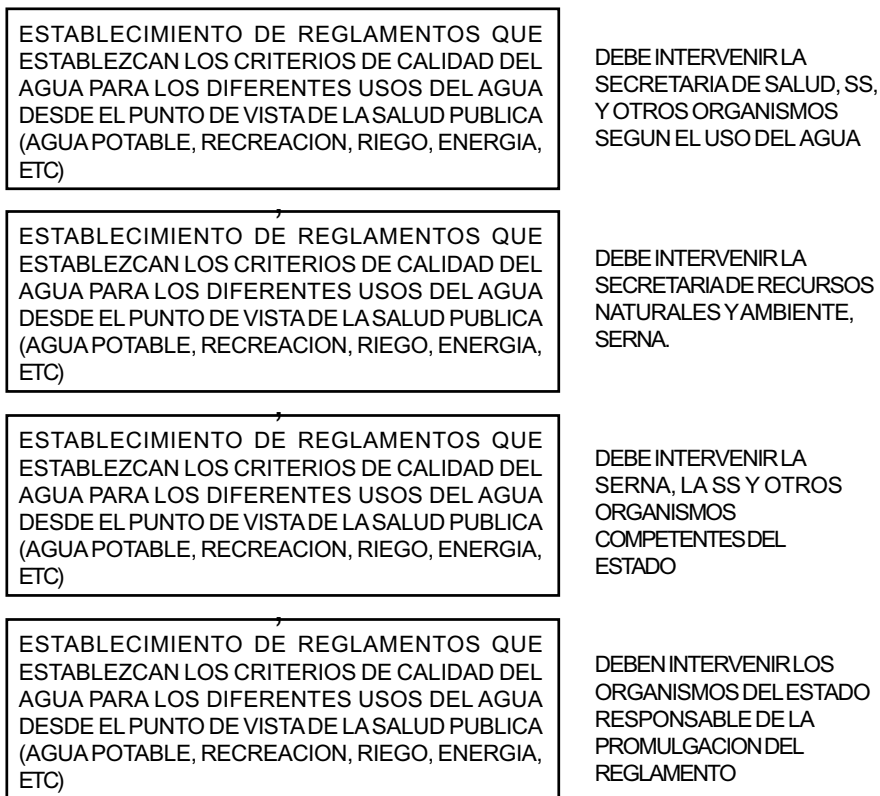 ESTABLECIMIENTO DE REGLAMENTOS QUE
ESTABLEZCAN LOS CRITERIOS DE CALIDAD DEL
AGUA PARA LOS DIFERENTES USOS DEL AGUA
DESDE EL PUNTO DE VISTA DE LA SALUD PUBLICA
(AGUA POTABLE, RECREACION, RIEGO, ENERGIA,
ETC)
DEBE INTERVENIR LA
SECRETARIA DE SALUD, SS,
Y OTROS ORGANISMOS
SEGUN EL USO DEL AGUA
,
ESTABLECIMIENTO DE REGLAMENTOS QUE
ESTABLEZCAN LOS CRITERIOS DE CALIDAD DEL
AGUA PARA LOS DIFERENTES USOS DEL AGUA
DESDE EL PUNTO DE VISTA DE LA SALUD PUBLICA
(AGUA POTABLE, RECREACION, RIEGO, ENERGIA,
ETC)
DEBE INTERVENIR LA
SECRETARIA DE RECURSOS
NATURALES Y AMBIENTE,
SERNA.
,
ESTABLECIMIENTO DE REGLAMENTOS QUE
ESTABLEZCAN LOS CRITERIOS DE CALIDAD DEL
AGUA PARA LOS DIFERENTES USOS DEL AGUA
DESDE EL PUNTO DE VISTA DE LA SALUD PUBLICA
(AGUA POTABLE, RECREACION, RIEGO, ENERGIA,
ETC)
DEBE INTERVENIR LA
SERNA, LA SS Y OTROS
ORGANISMOS
COMPETENTES DEL
ESTADO
,
ESTABLECIMIENTO DE REGLAMENTOS QUE
ESTABLEZCAN LOS CRITERIOS DE CALIDAD DEL
AGUA PARA LOS DIFERENTES USOS DEL AGUA
DESDE EL PUNTO DE VISTA DE LA SALUD PUBLICA
(AGUA POTABLE, RECREACION, RIEGO, ENERGIA,
ETC)
DEBEN INTERVENIR LOS
ORGANISMOS DEL ESTADO
RESPONSABLE DE LA
PROMULGACION DEL
REGLAMENTO